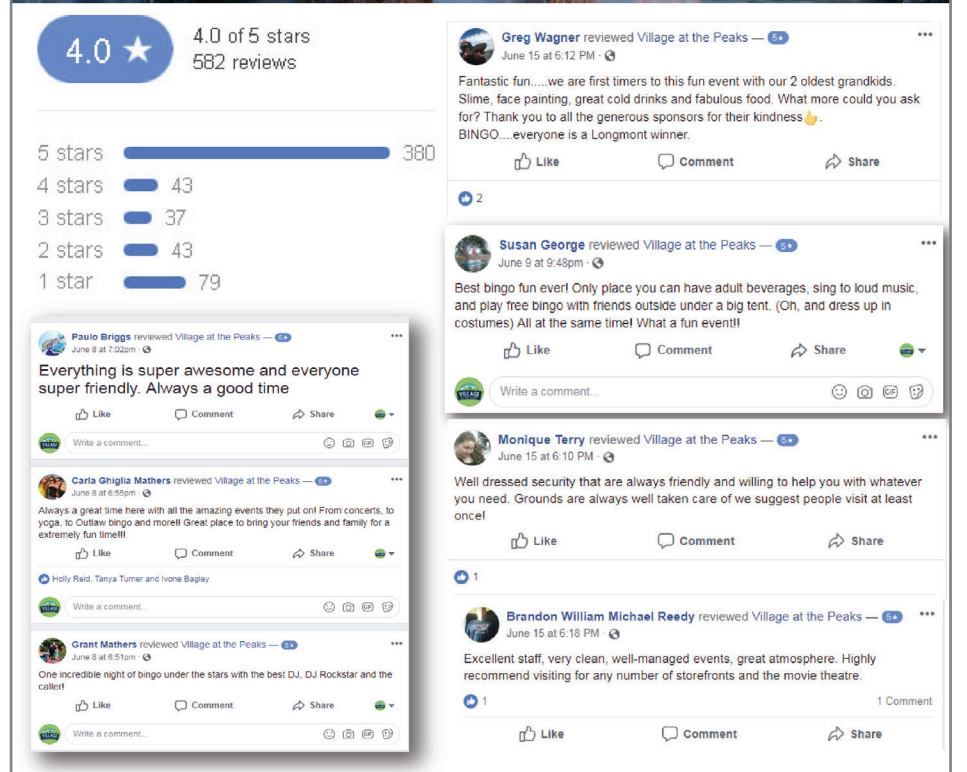 4.0 ★
4.0 of 5 stars
582 reviews
5 stars 380
4 stars 43
3 stars 37
2 stars 43
1 star 79
Paulo Briggs reviewed Village at the Peaks — 5★
June 8 at 7:02pm ·
Everything is super awesome and everyone
super friendly. Always a good time
Like Comment Share
VILLAGE Write a comment... GIF
Carla Ghiglia Mathers reviewed Village at the Peaks — 5★
June 8 at 6:55pm ·
Always a great time here with all the amazing events they put on! From concerts, to
yoga, to Outlaw bingo and more!! Great place to bring your friends and family for a
extremely fun time!!!
Like Comment Share
Holly Reid, Tanya Turner and Ivone Bagley
VILLAGE Write a comment... GIF
Grant Mathers reviewed Village at the Peaks — 5★
June 8 at 6:51pm ·
One incredible night of bingo under the stars with the best DJ, DJ Rockstar and the
caller!
Like Comment Share
VILLAGE Write a comment... GIF
Greg Wagner reviewed Village at the Peaks — 5★
June 15 at 6:12 PM ·
Fantastic fun.....we are first timers to this fun event with our 2 oldest grandkids.
Slime, face painting, great cold drinks and fabulous food. What more could you ask
for? Thank you to all the generous sponsors for their kindness👍.
BINGO....everyone is a Longmont winner.
Like Comment Share
2
Susan George reviewed Village at the Peaks — 5★
June 9 at 9:48pm ·
Best bingo fun ever! Only place you can have adult beverages, sing to loud music,
and play free bingo with friends outside under a big tent. (Oh, and dress up in
costumes) All at the same time! What a fun event!!
Like Comment Share
VILLAGE Write a comment... GIF
Monique Terry reviewed Village at the Peaks — 5★
June 15 at 6:10 PM ·
Well dressed security that are always friendly and willing to help you with whatever
you need. Grounds are always well taken care of we suggest people visit at least
once!
Like Comment Share
1
Brandon William Michael Reedy reviewed Village at the Peaks — 5★
June 15 at 6:18 PM ·
Excellent staff, very clean, well-managed events, great atmosphere. Highly
recommend visiting for any number of storefronts and the movie theatre.
1 1 Comment
Like Comment Share